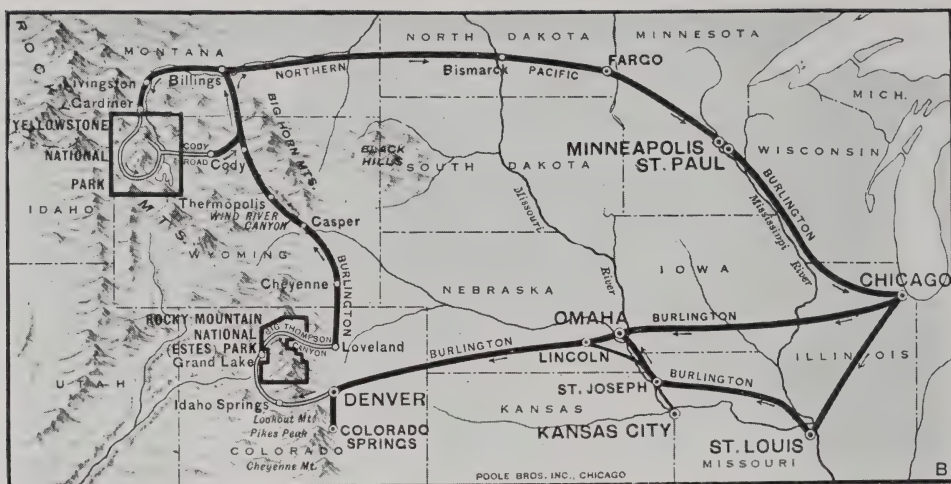 ROC
MONTANA
NORTH DAKOTA
MINNESOTA
Livingston
Billings
NORTHERN
Bismarck
PACIFIC
FARGO
Gardiner
MICH.
YELLOWSTONE
NATIONAL
PARK
CODY
ROAD
Cody
BIG HORN MTS.
BLACK
HILLS
SOUTH DAKOTA
MINNEAPOLIS
ST. PAUL
WISCONSIN
IDAHO
MTS
Thermopolis
WIND RIVER
CANYON
Casper
Missouri
River
BURLINGTON
Mississippi
River
WYOMING
Cheyenne
BURLINGTON
IOWA
CHICAGO
NEBRASKA
ROCKY MOUNTAIN
NATIONAL
(ESTES) PARK
Grand Lake
BIG THOMPSON
CANYON
Loveland
OMAHA
BURLINGTON
BURLINGTON
LINCOLN
ILLINOIS
UTAH
DENVER
ST. JOSEPH
BURLINGTON
Idaho Springs
Lookout Mt.
Pikes Peak
COLORADO
SPRINGS
KANSAS
KANSAS CITY
ST. LOUIS
COLORADO
Cheyenne Mt.
MISSOURI
POOLE BROS. INC., CHICAGO
B